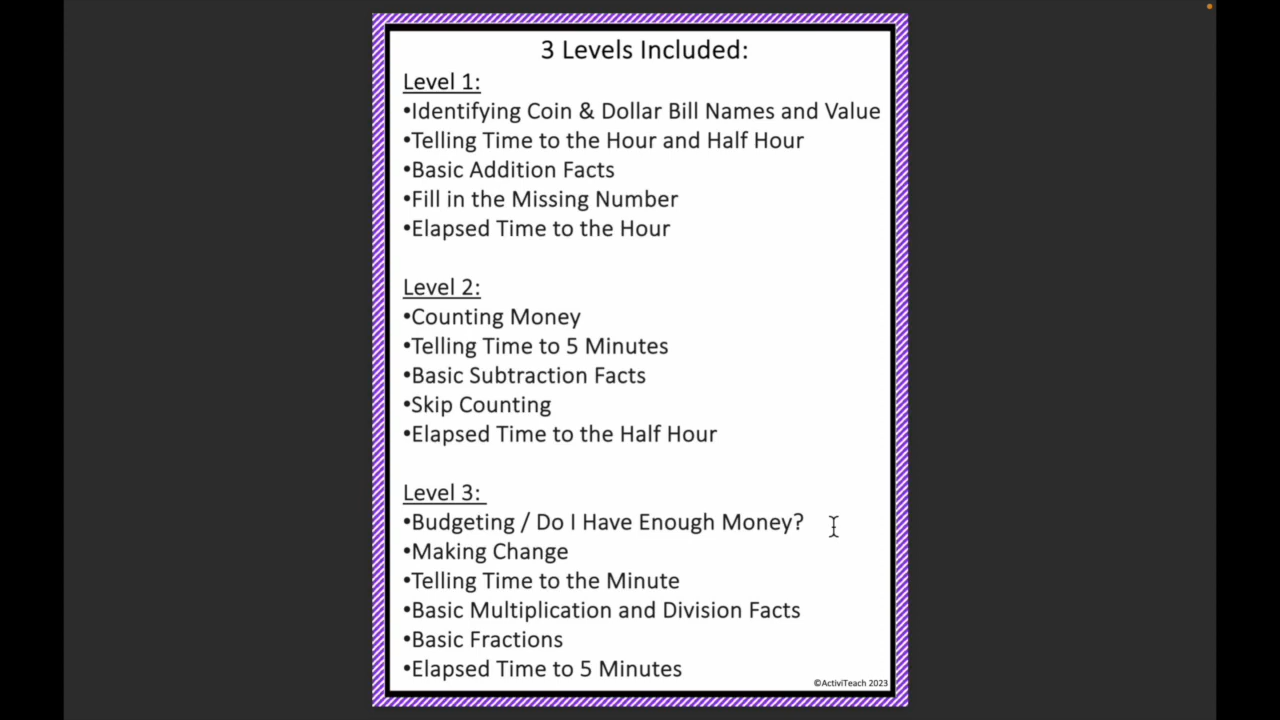 3 Levels Included:
Level 1:
•Identifying Coin & Dollar Bill Names and Value
•Telling Time to the Hour and Half Hour
•Basic Addition Facts
•Fill in the Missing Number
•Elapsed Time to the Hour
Level 2:
•Counting Money
•Telling Time to 5 Minutes
•Basic Subtraction Facts
•Skip Counting
•Elapsed Time to the Half Hour
Level 3:
•Budgeting / Do I Have Enough Money?
•Making Change
•Telling Time to the Minute
•Basic Multiplication and Division Facts
•Basic Fractions
•Elapsed Time to 5 Minutes
©ActiviTeach 2023